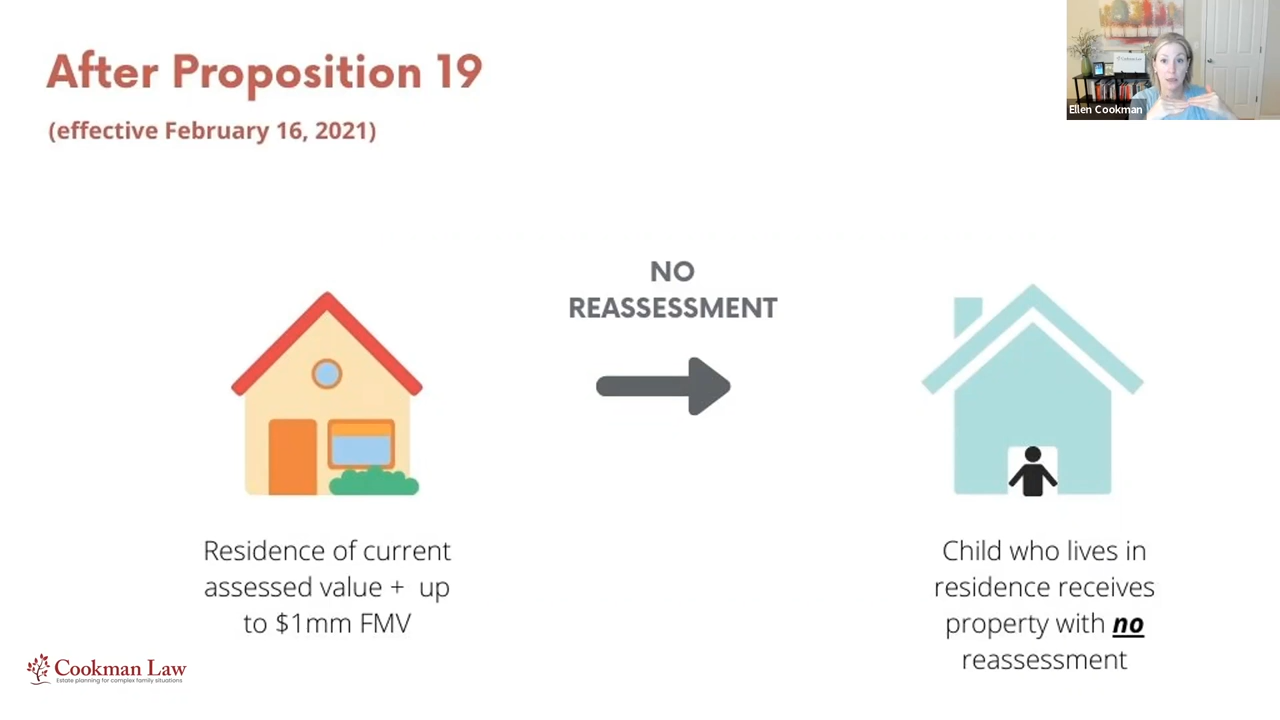 After Proposition 19
(effective February 16, 2021)
Ellen Cookman
NO
REASSESSMENT
Residence of current
assessed value + up
to $1mm FMV
Child who lives in
residence receives
property with no
reassessment
Cookman Law
Estate planning for complex family situations